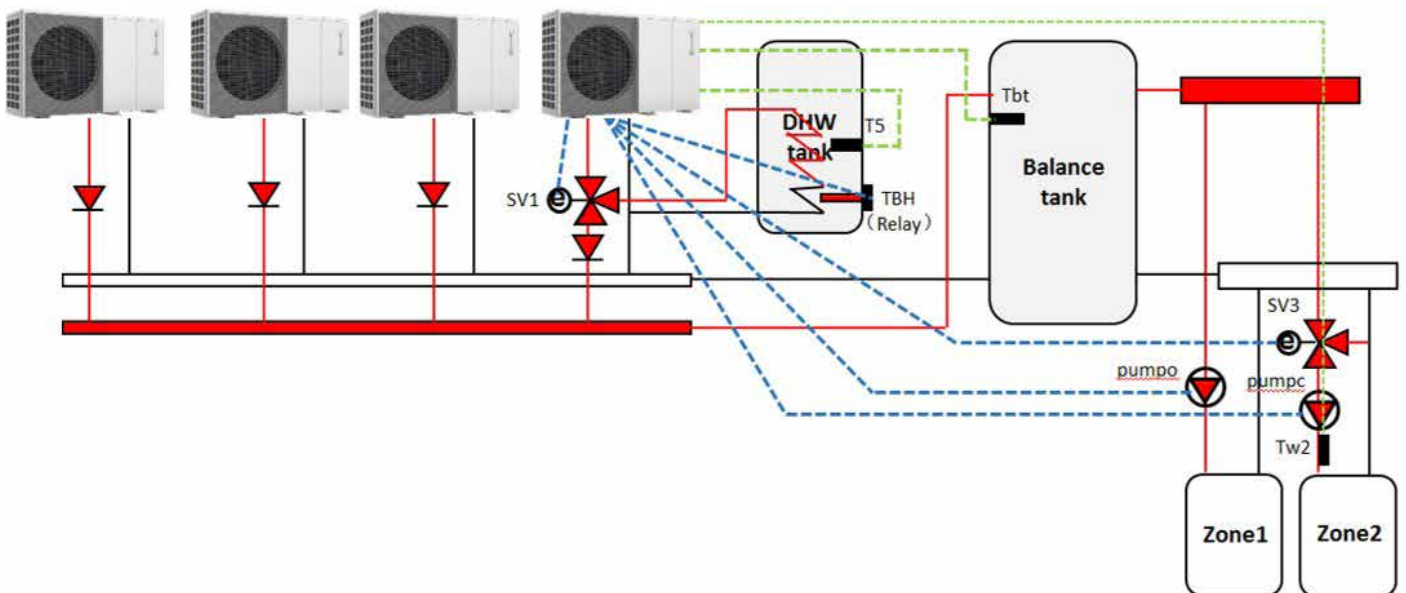 Tbt
DHW
tank
T5
Balance
tank
SV1
e
TBH
（Relay）
SV3
e
pumpo
pumpc
Tw2
Zone1
Zone2